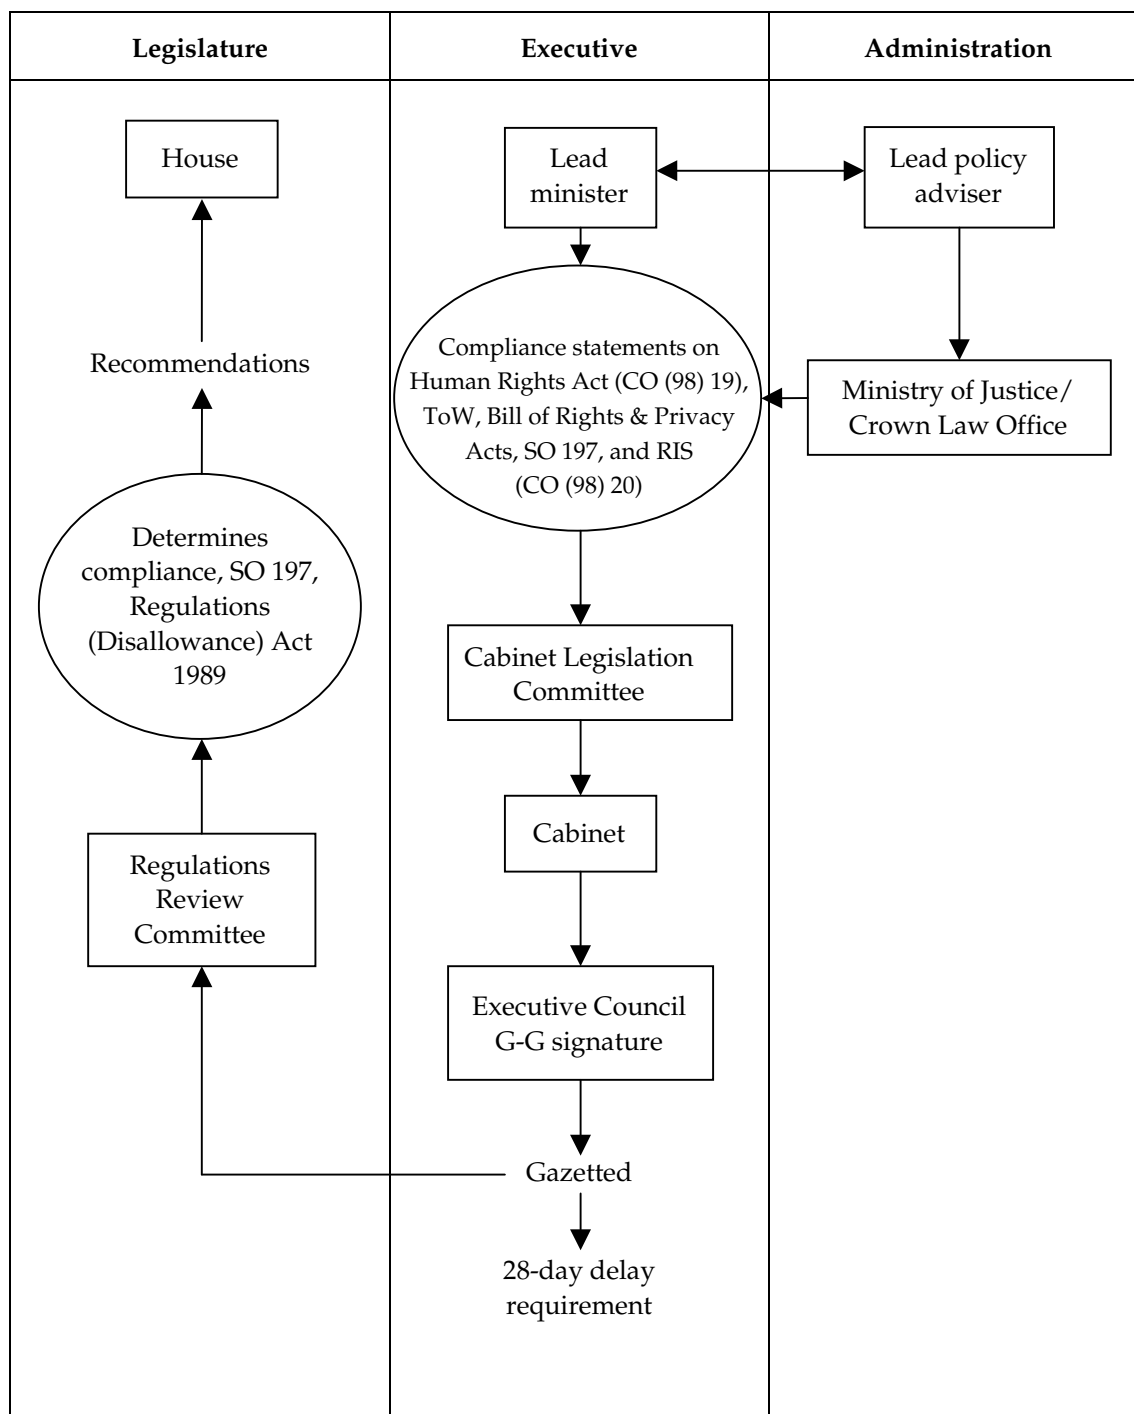 Legislature
Executive
Administration
House
Recommendations
Determines
compliance, SO 197,
Regulations
(Disallowance) Act
1989
Regulations
Review
Committee
Lead
minister
Compliance statements on
Human Rights Act (CO (98) 19),
ToW, Bill of Rights & Privacy
Acts, SO 197, and RIS
(CO (98) 20)
Cabinet Legislation
Committee
Cabinet
Executive Council
G-G signature
Gazetted
28-day delay
requirement
Lead policy
adviser
Ministry of Justice/
Crown Law Office